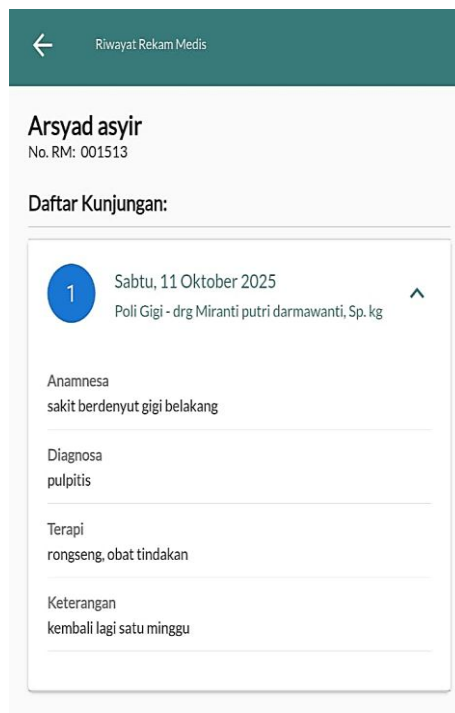 Riwayat Rekam Medis
Arsyad asyir
No. RM: 001513
Daftar Kunjungan:
1
Sabtu, 11 Oktober 2025
Poli Gigi - drg Miranti putri darmawanti, Sp. kg
Anamnesa
sakit berdenyut gigi belakang
Diagnosa
pulpitis
Terapi
rongseng, obat tindakan
Keterangan
kembali lagi satu minggu